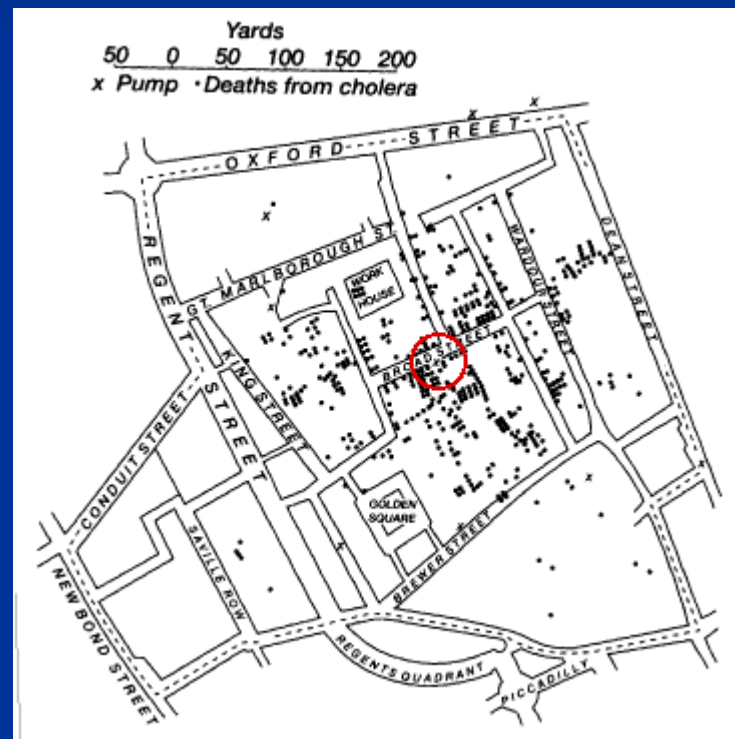 Yards
50 0 50 100 150 200
x Pump • Deaths from cholera
OXFORD STREET
REGENT STREET
GT. MARLBOROUGH ST
WORK
HOUSE
WARDOUR STREET
DEAN STREET
KING STREET
BROAD STREET
CONDUIT STREET
GOLDEN
SQUARE
SAVILLE ROW
BREWER STREET
NEW BOND STREET
REGENTS QUADRANT
PICCADILLY